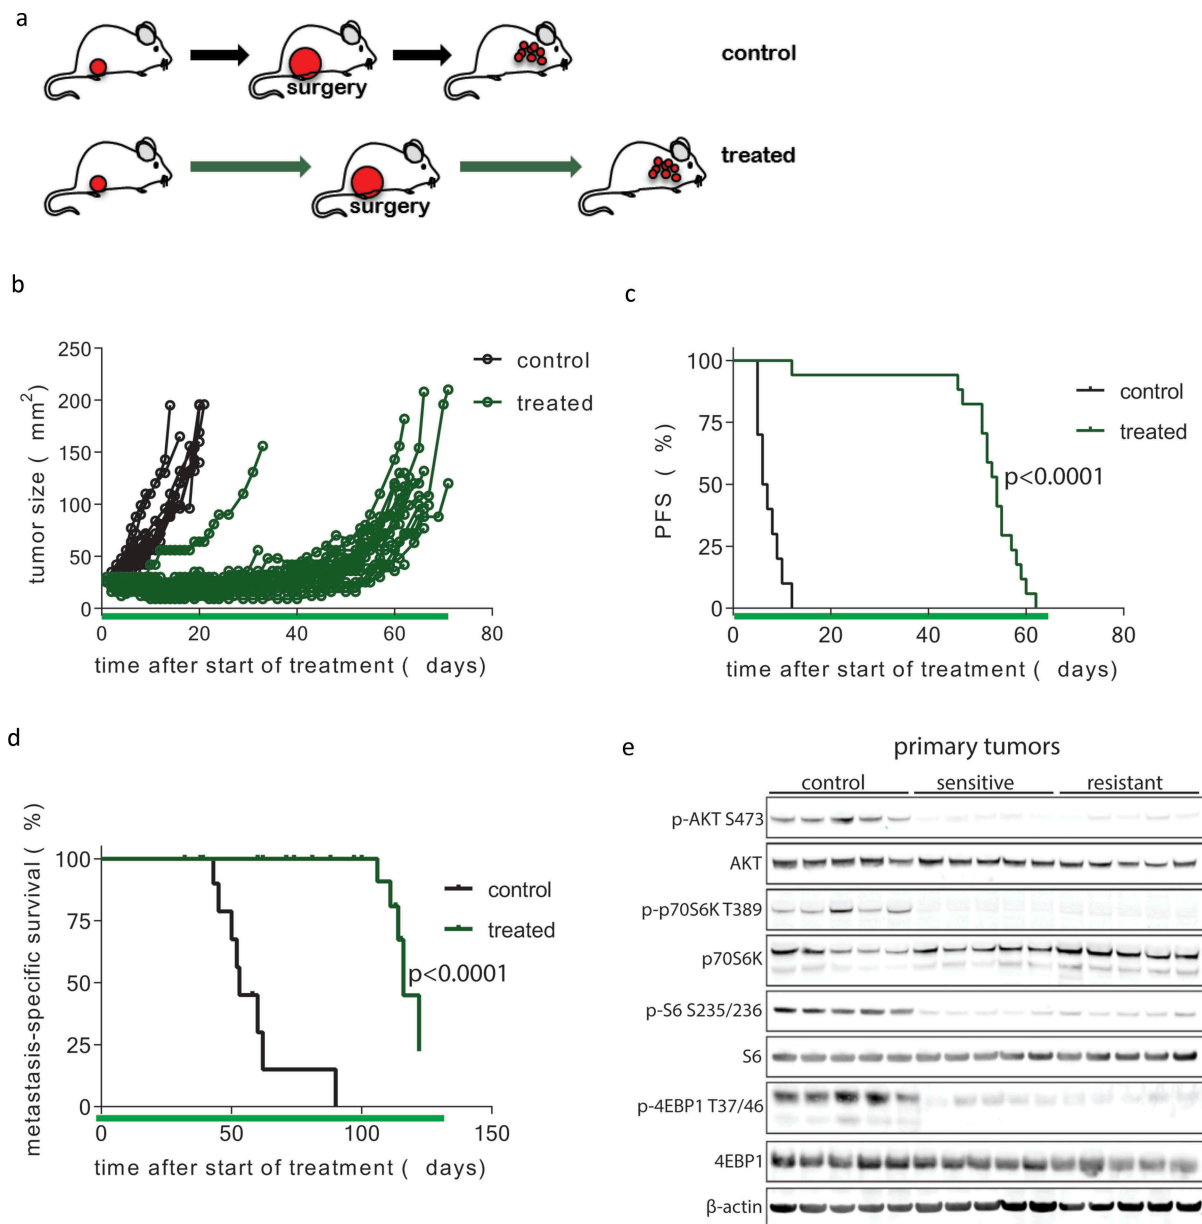 a
control
surgery
treated
surgery
b
250
200
150
100
50
0
0 20 40 60 80
tumor size ( mm²)
time after start of treatment ( days)
control
treated
c
100
75
50
25
0
0 20 40 60 80
PFS ( %)
time after start of treatment ( days)
control
treated
p<0.0001
d
100
75
50
25
0
0 50 100 150
metastasis-specific survival ( %)
time after start of treatment ( days)
control
treated
p<0.0001
e
primary tumors
control sensitive resistant
p-AKT S473
AKT
p-p70S6K T389
p70S6K
p-S6 S235/236
S6
p-4EBP1 T37/46
4EBP1
β-actin